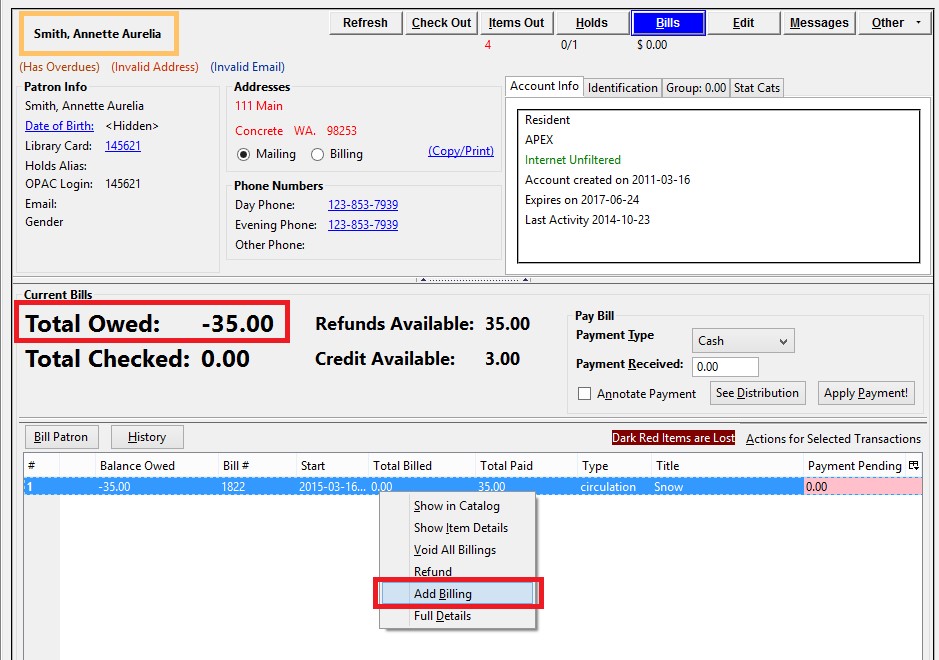 Smith, Annette Aurelia
Refresh Check Out Items Out Holds Bills Edit Messages Other
4 0/1 $ 0.00
(Has Overdues) (Invalid Address) (Invalid Email)
Patron Info
Smith, Annette Aurelia
Date of Birth: <Hidden>
Library Card: 145621
Holds Alias:
OPAC Login: 145621
Email:
Gender
Addresses
111 Main
Concrete WA. 98253
Mailing Billing (Copy/Print)
Phone Numbers
Day Phone: 123-853-7939
Evening Phone: 123-853-7939
Other Phone:
Account Info Identification Group: 0.00 Stat Cats
Resident
APEX
Internet Unfiltered
Account created on 2011-03-16
Expires on 2017-06-24
Last Activity 2014-10-23
Current Bills
Total Owed: -35.00 Refunds Available: 35.00
Total Checked: 0.00 Credit Available: 3.00
Pay Bill
Payment Type Cash
Payment Received: 0.00
Annotate Payment See Distribution Apply Payment!
Bill Patron History Dark Red Items are Lost Actions for Selected Transactions
# Balance Owed Bill # Start Total Billed Total Paid Type Title Payment Pending
1 -35.00 1822 2015-03-16... 0.00 35.00 circulation Snow 0.00
Show in Catalog
Show Item Details
Void All Billings
Refund
Add Billing
Full Details